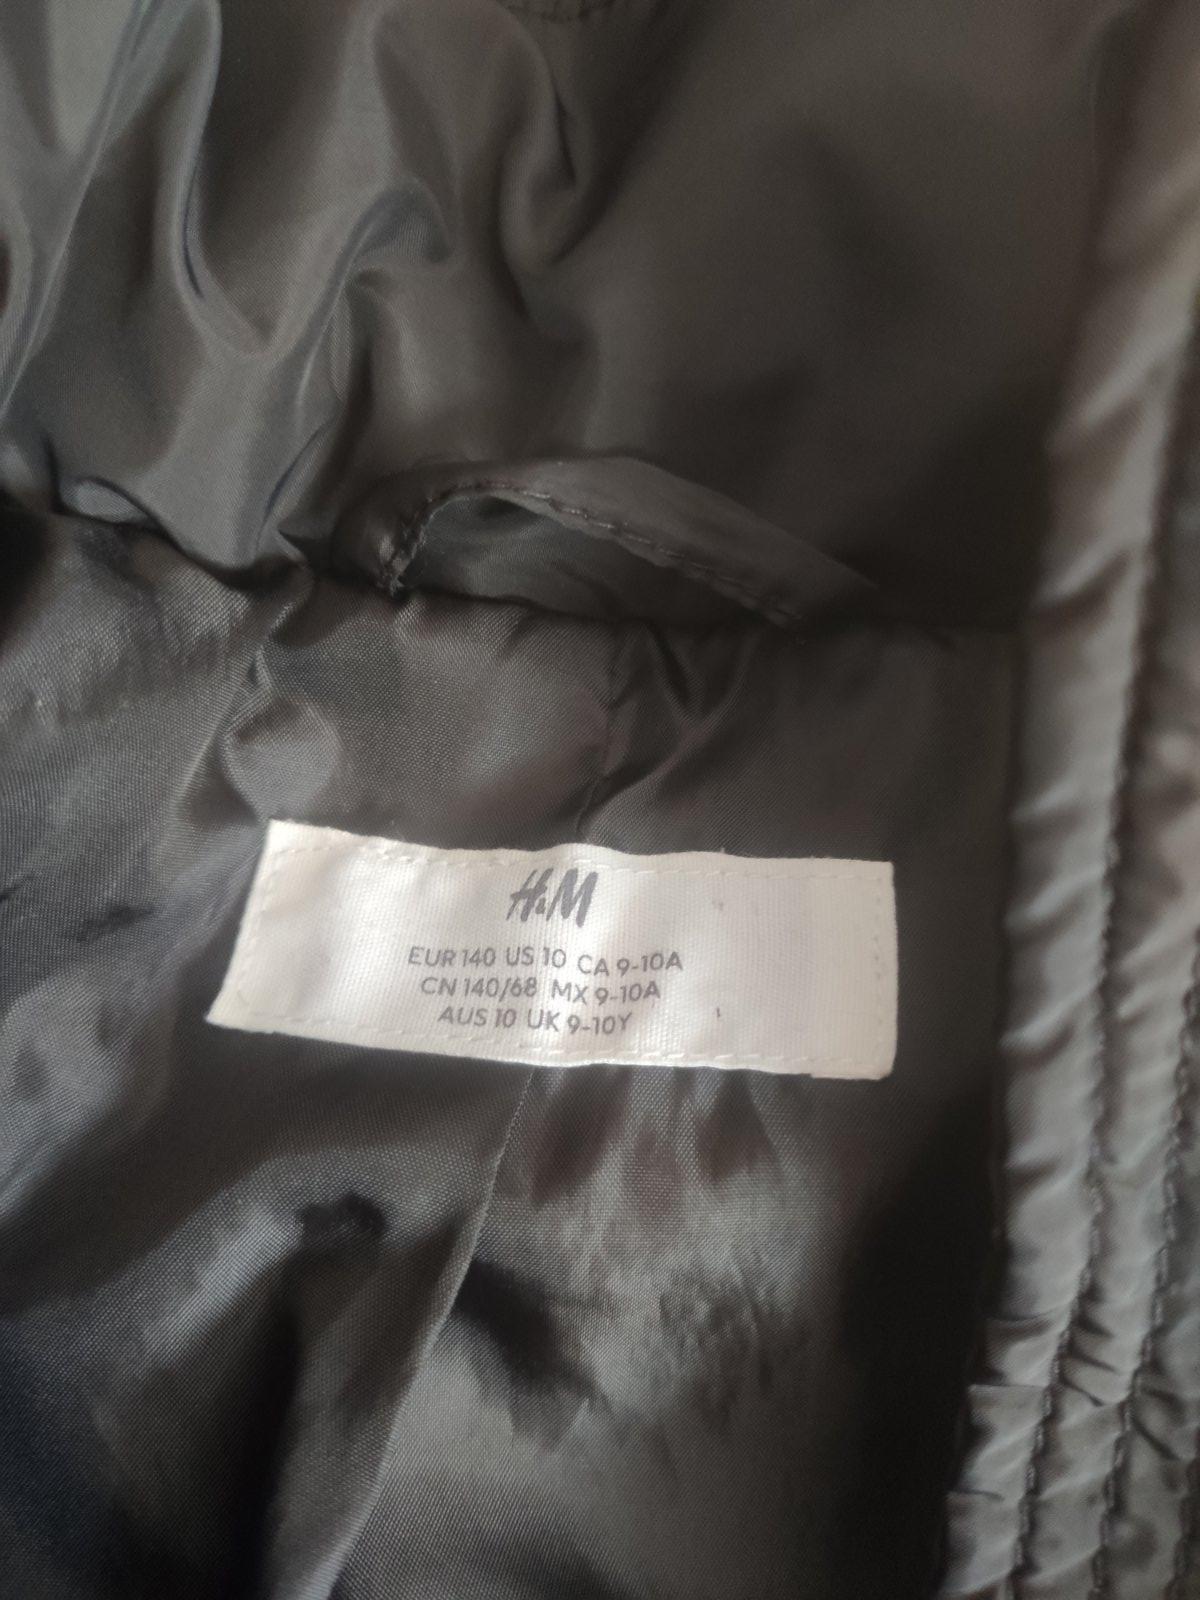 H&M
EUR 140 US 10 CA 9-10A
CN 140/68 MX 9-10A
AUS 10 UK 9-10Y